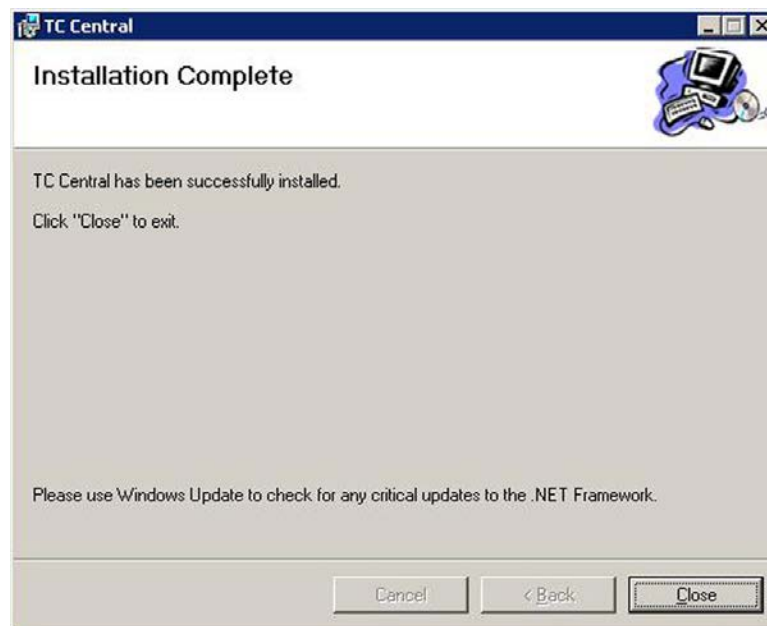 TC Central
Installation Complete
TC Central has been successfully installed.
Click "Close" to exit.
Please use Windows Update to check for any critical updates to the .NET Framework.
Cancel
< Back
Close